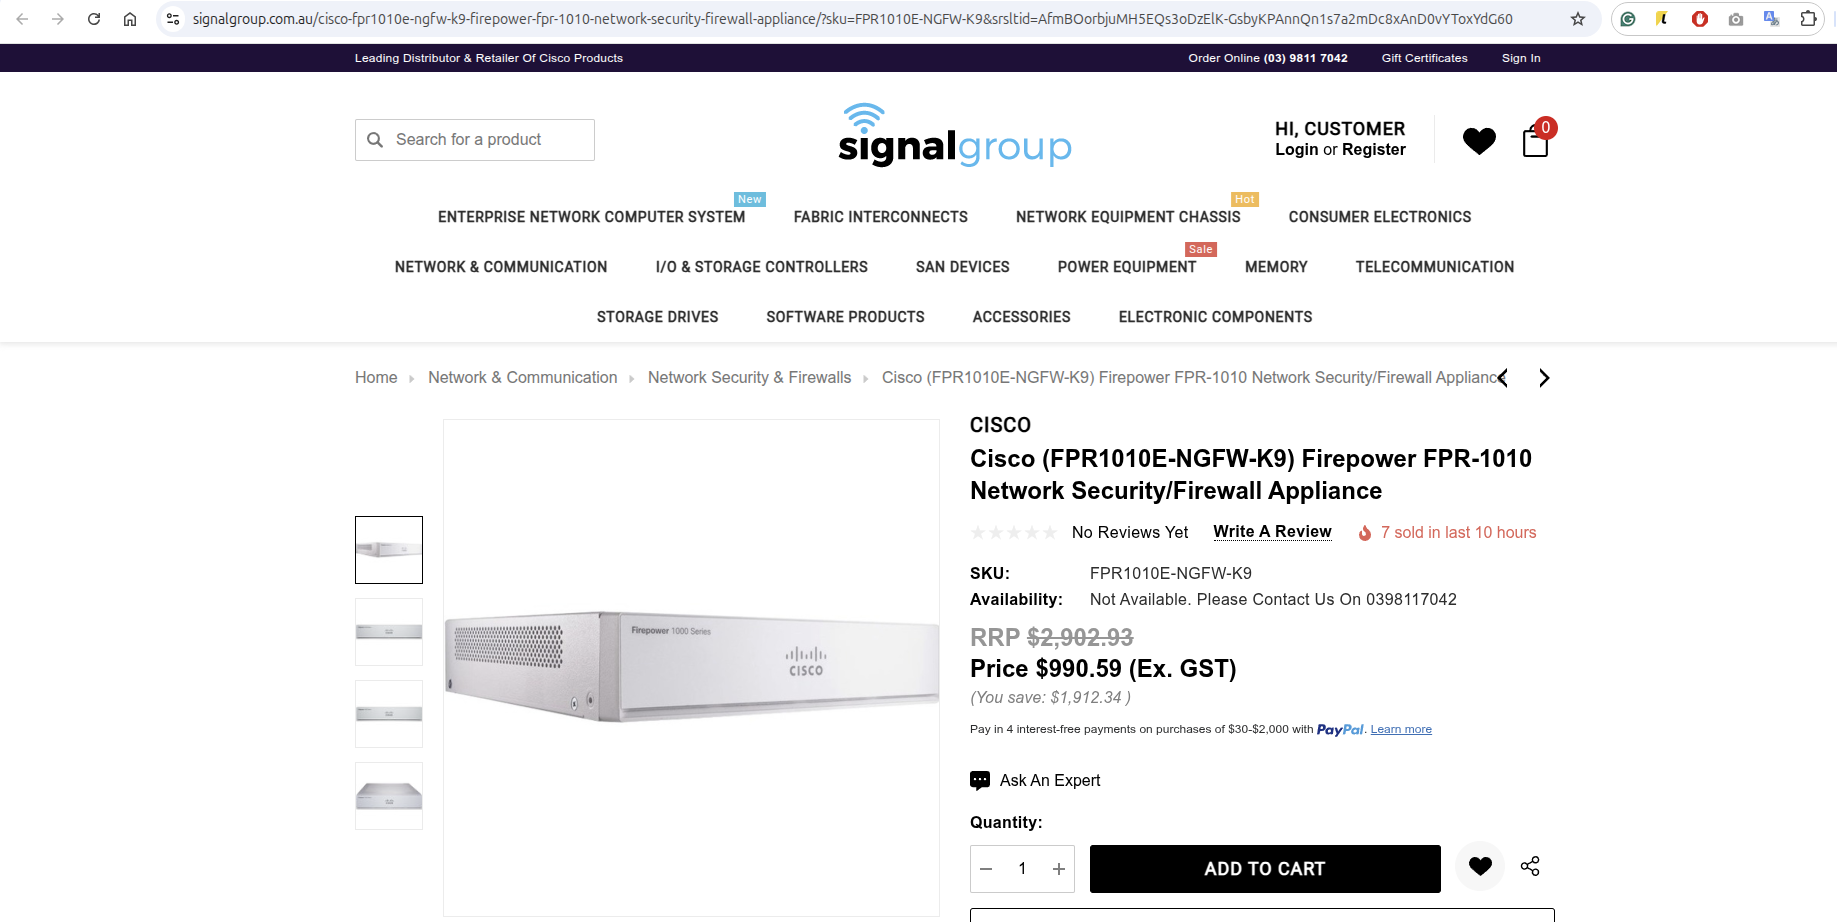 signalgroup.com.au/cisco-fpr1010e-ngfw-k9-firepower-fpr-1010-network-security-firewall-appliance/?sku=FPR1010E-NGFW-K9&srsltid=AfmBOorbjuMH5EQs3oDzElK-GsbyKPAnnQn1s7a2mDc8xAnD0vYToxYdG60
Leading Distributor & Retailer Of Cisco Products
Order Online (03) 9811 7042 Gift Certificates Sign In
Search for a product
signalgroup
HI, CUSTOMER
Login or Register
0
New
Hot
ENTERPRISE NETWORK COMPUTER SYSTEM FABRIC INTERCONNECTS NETWORK EQUIPMENT CHASSIS CONSUMER ELECTRONICS
Sale
NETWORK & COMMUNICATION I/O & STORAGE CONTROLLERS SAN DEVICES POWER EQUIPMENT MEMORY TELECOMMUNICATION
STORAGE DRIVES SOFTWARE PRODUCTS ACCESSORIES ELECTRONIC COMPONENTS
Home Network & Communication Network Security & Firewalls Cisco (FPR1010E-NGFW-K9) Firepower FPR-1010 Network Security/Firewall Appliance
CISCO
Cisco (FPR1010E-NGFW-K9) Firepower FPR-1010
Network Security/Firewall Appliance
No Reviews Yet Write A Review 7 sold in last 10 hours
SKU: FPR1010E-NGFW-K9
Availability: Not Available. Please Contact Us On 0398117042
RRP $2,902.93
Price $990.59 (Ex. GST)
(You save: $1,912.34 )
Pay in 4 interest-free payments on purchases of $30-$2,000 with PayPal. Learn more
Ask An Expert
Quantity:
1
ADD TO CART
Firepower 1000 Series
CISCO